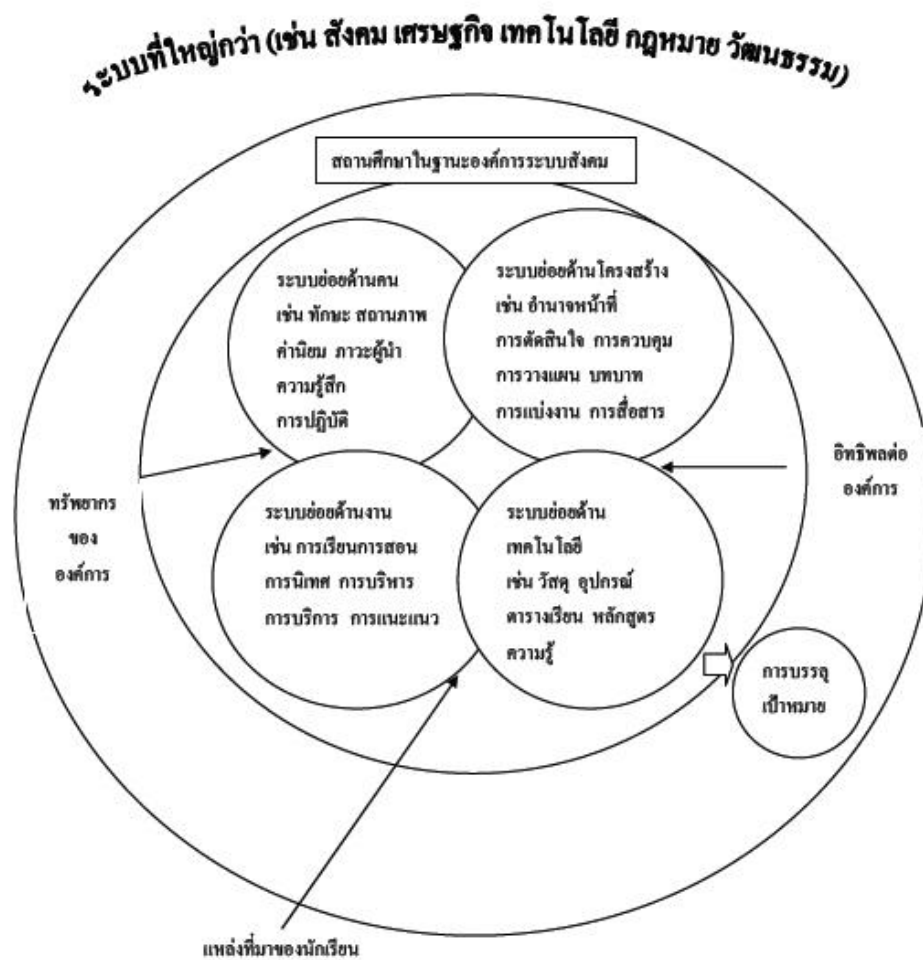 ระบบที่ใหญ่กว่า (เช่น สังคม เศรษฐกิจ เทคโนโลยี กฎหมาย วัฒนธรรม)
สถานศึกษาในฐานะองค์การระบบสังคม
ระบบย่อยด้านคน
เช่น ทักษะ สถานภาพ
ค่านิยม ภาวะผู้นำ
ความรู้สึก
การปฏิบัติ
ระบบย่อยด้านโครงสร้าง
เช่น อำนาจหน้าที่
การตัดสินใจ การควบคุม
การวางแผน บทบาท
การแบ่งงาน การสื่อสาร
ทรัพยากร
ของ
องค์การ
ระบบย่อยด้านงาน
เช่น การเรียนการสอน
การนิเทศ การบริหาร
การบริการ การแนะแนว
ระบบย่อยด้าน
เทคโนโลยี
เช่น วัสดุ อุปกรณ์
ตารางเรียน หลักสูตร
ความรู้
อิทธิพลต่อ
องค์การ
การบรรลุ
เป้าหมาย
แหล่งที่มาของนักเรียน